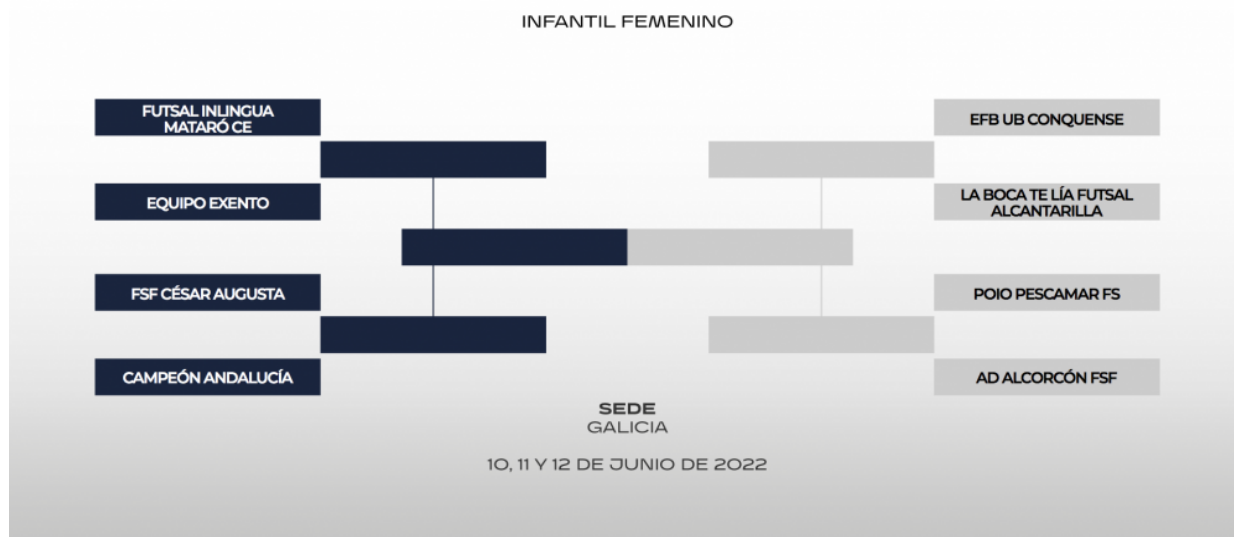 INFANTIL FEMENINO
FUTSAL INLINGUA
MATARÓ CE
EQUIPO EXENTO
FSF CÉSAR AUGUSTA
CAMPEÓN ANDALUCÍA
EFB UB CONQUENSE
LA BOCA TE LÍA FUTSAL
ALCANTARILLA
POIO PESCAMAR FS
AD ALCORCÓN FSF
SEDE
GALICIA
10, 11 Y 12 DE JUNIO DE 2022